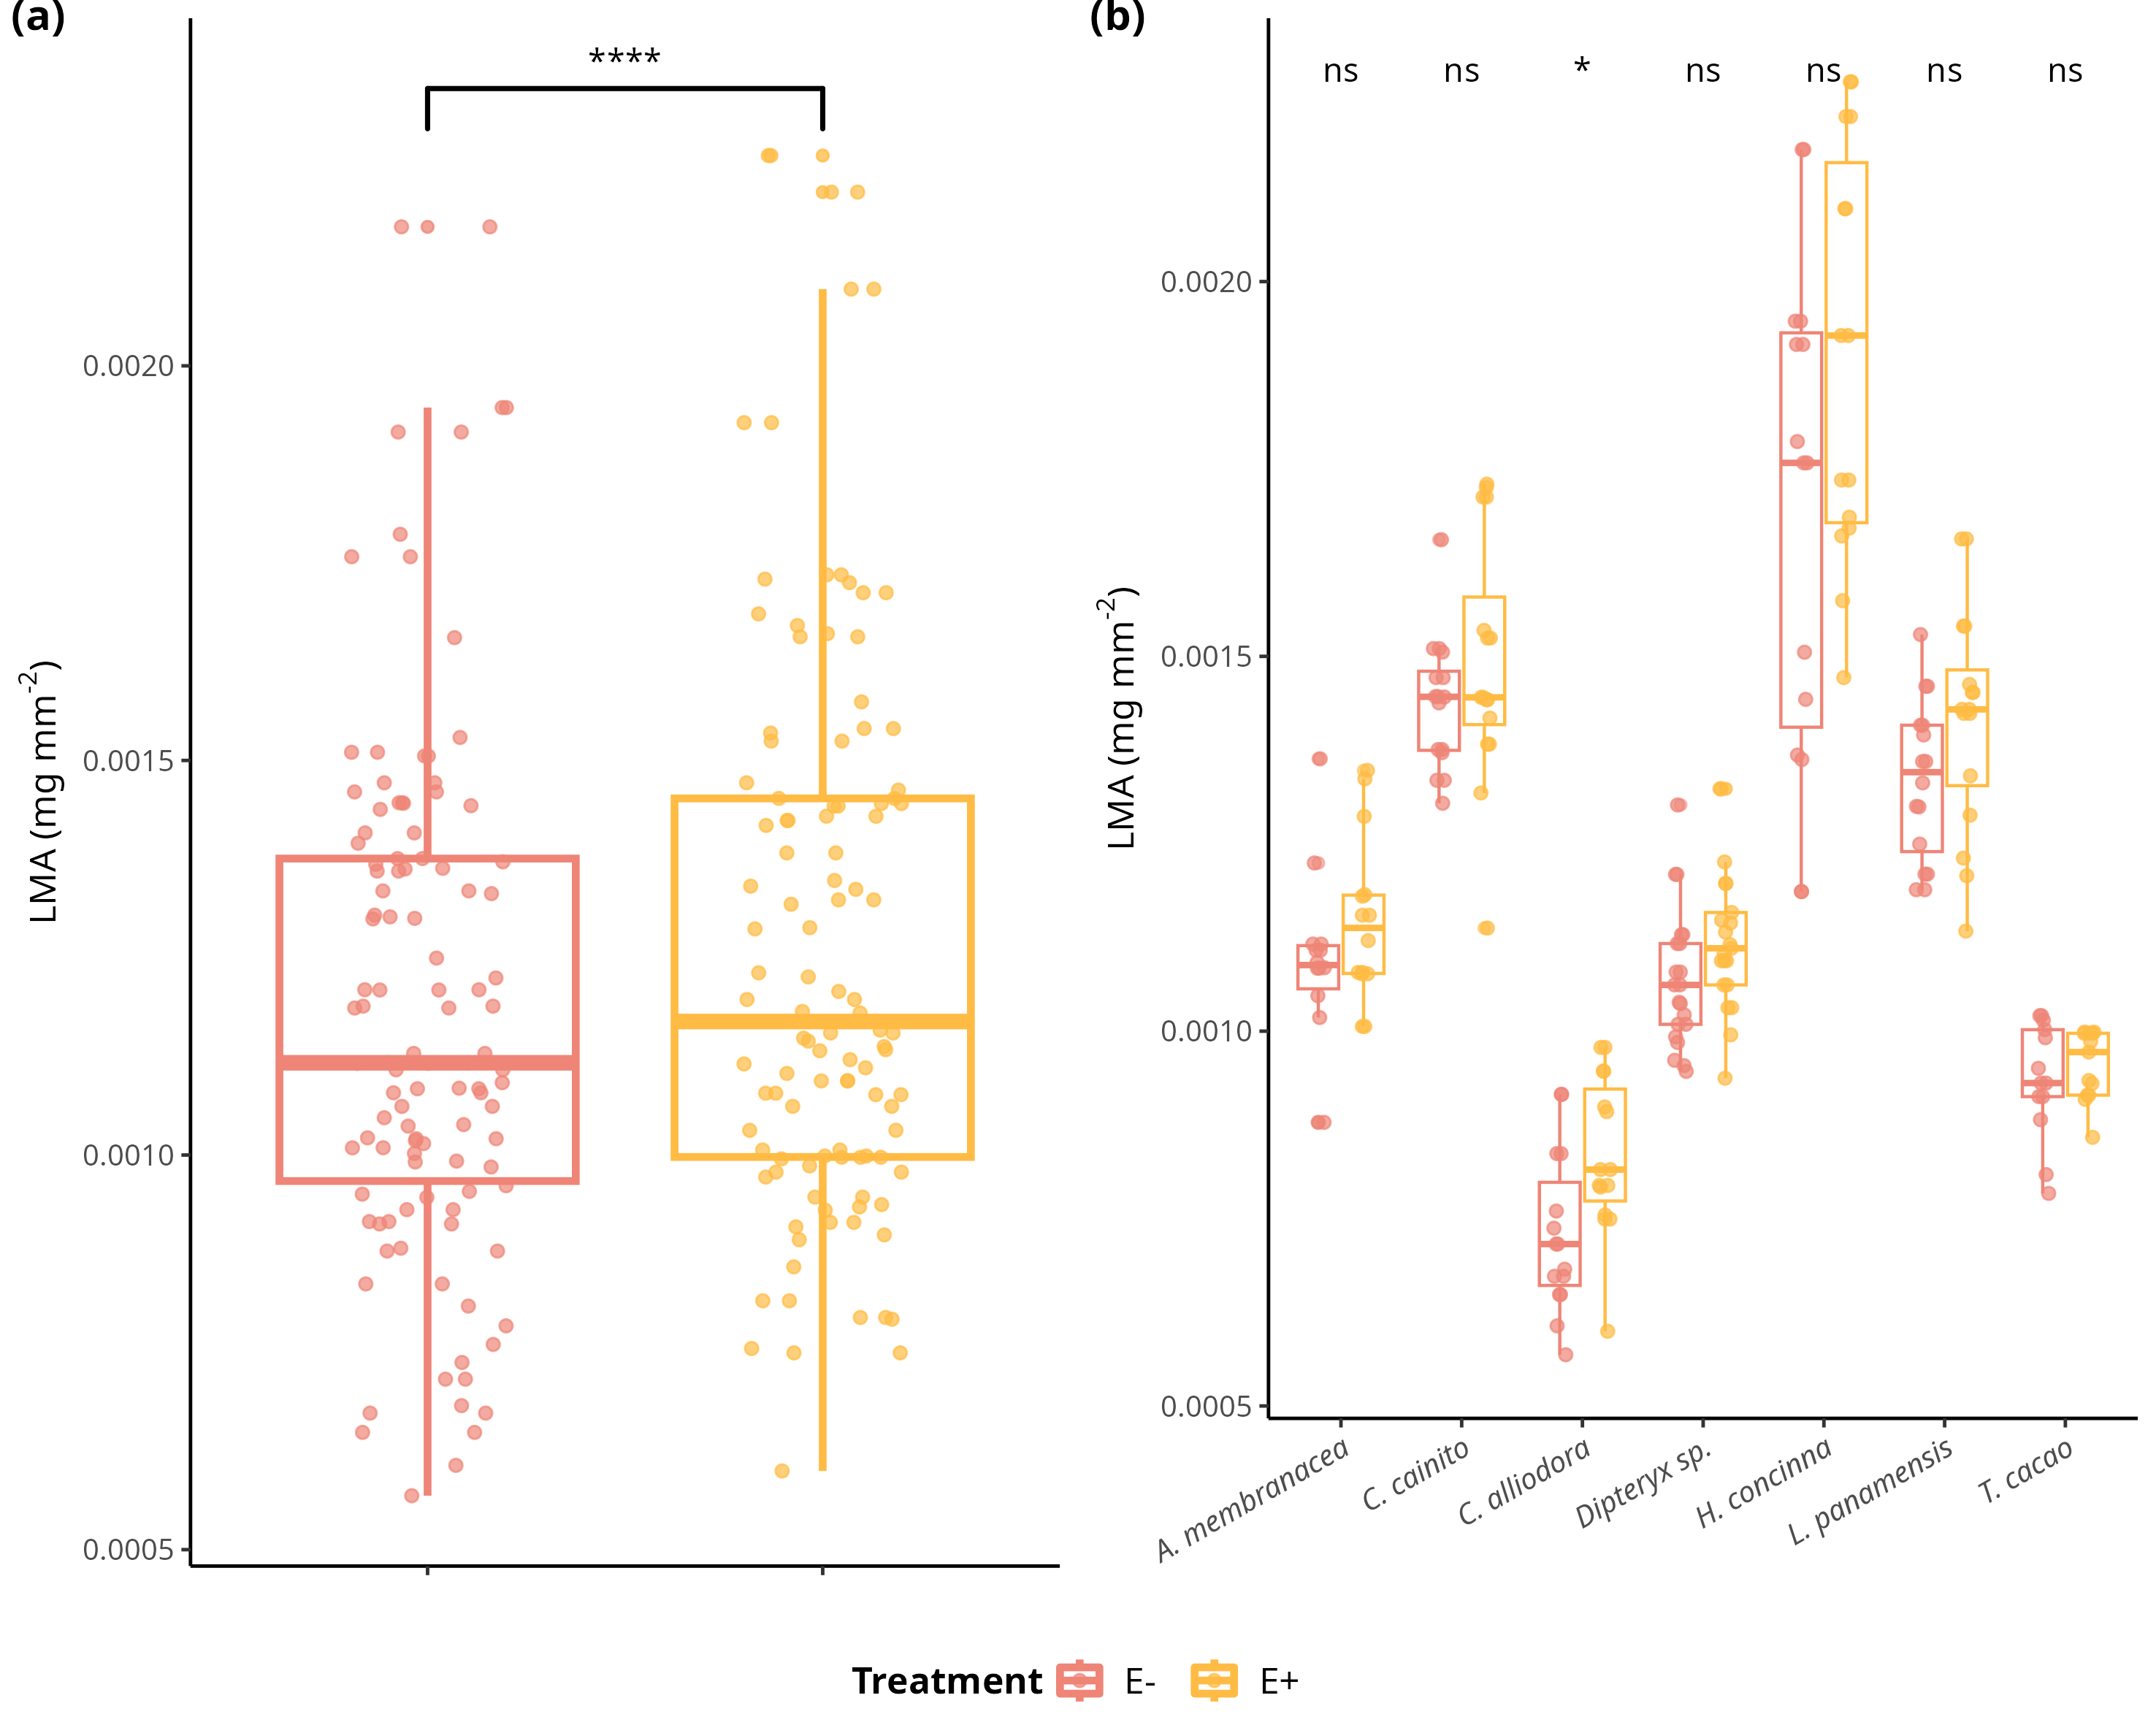 (a)
****
0.0020
0.0015
0.0010
0.0005
LMA (mg mm-2)
(b)
ns ns * ns ns ns ns
0.0020
0.0015
0.0010
0.0005
LMA (mg mm-2)
A. membranacea
C. cainito
C. alliodora
Dipteryx sp.
H. concinna
L. panamensis
T. cacao
Treatment E- E+